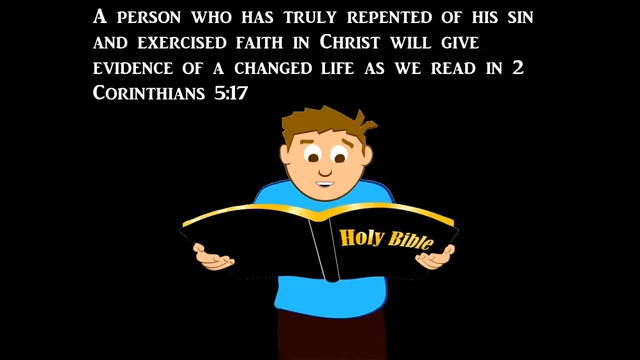 A person who has truly repented of his sin
and exercised faith in Christ will give
evidence of a changed life as we read in 2
Corinthians 5:17
Holy Bible